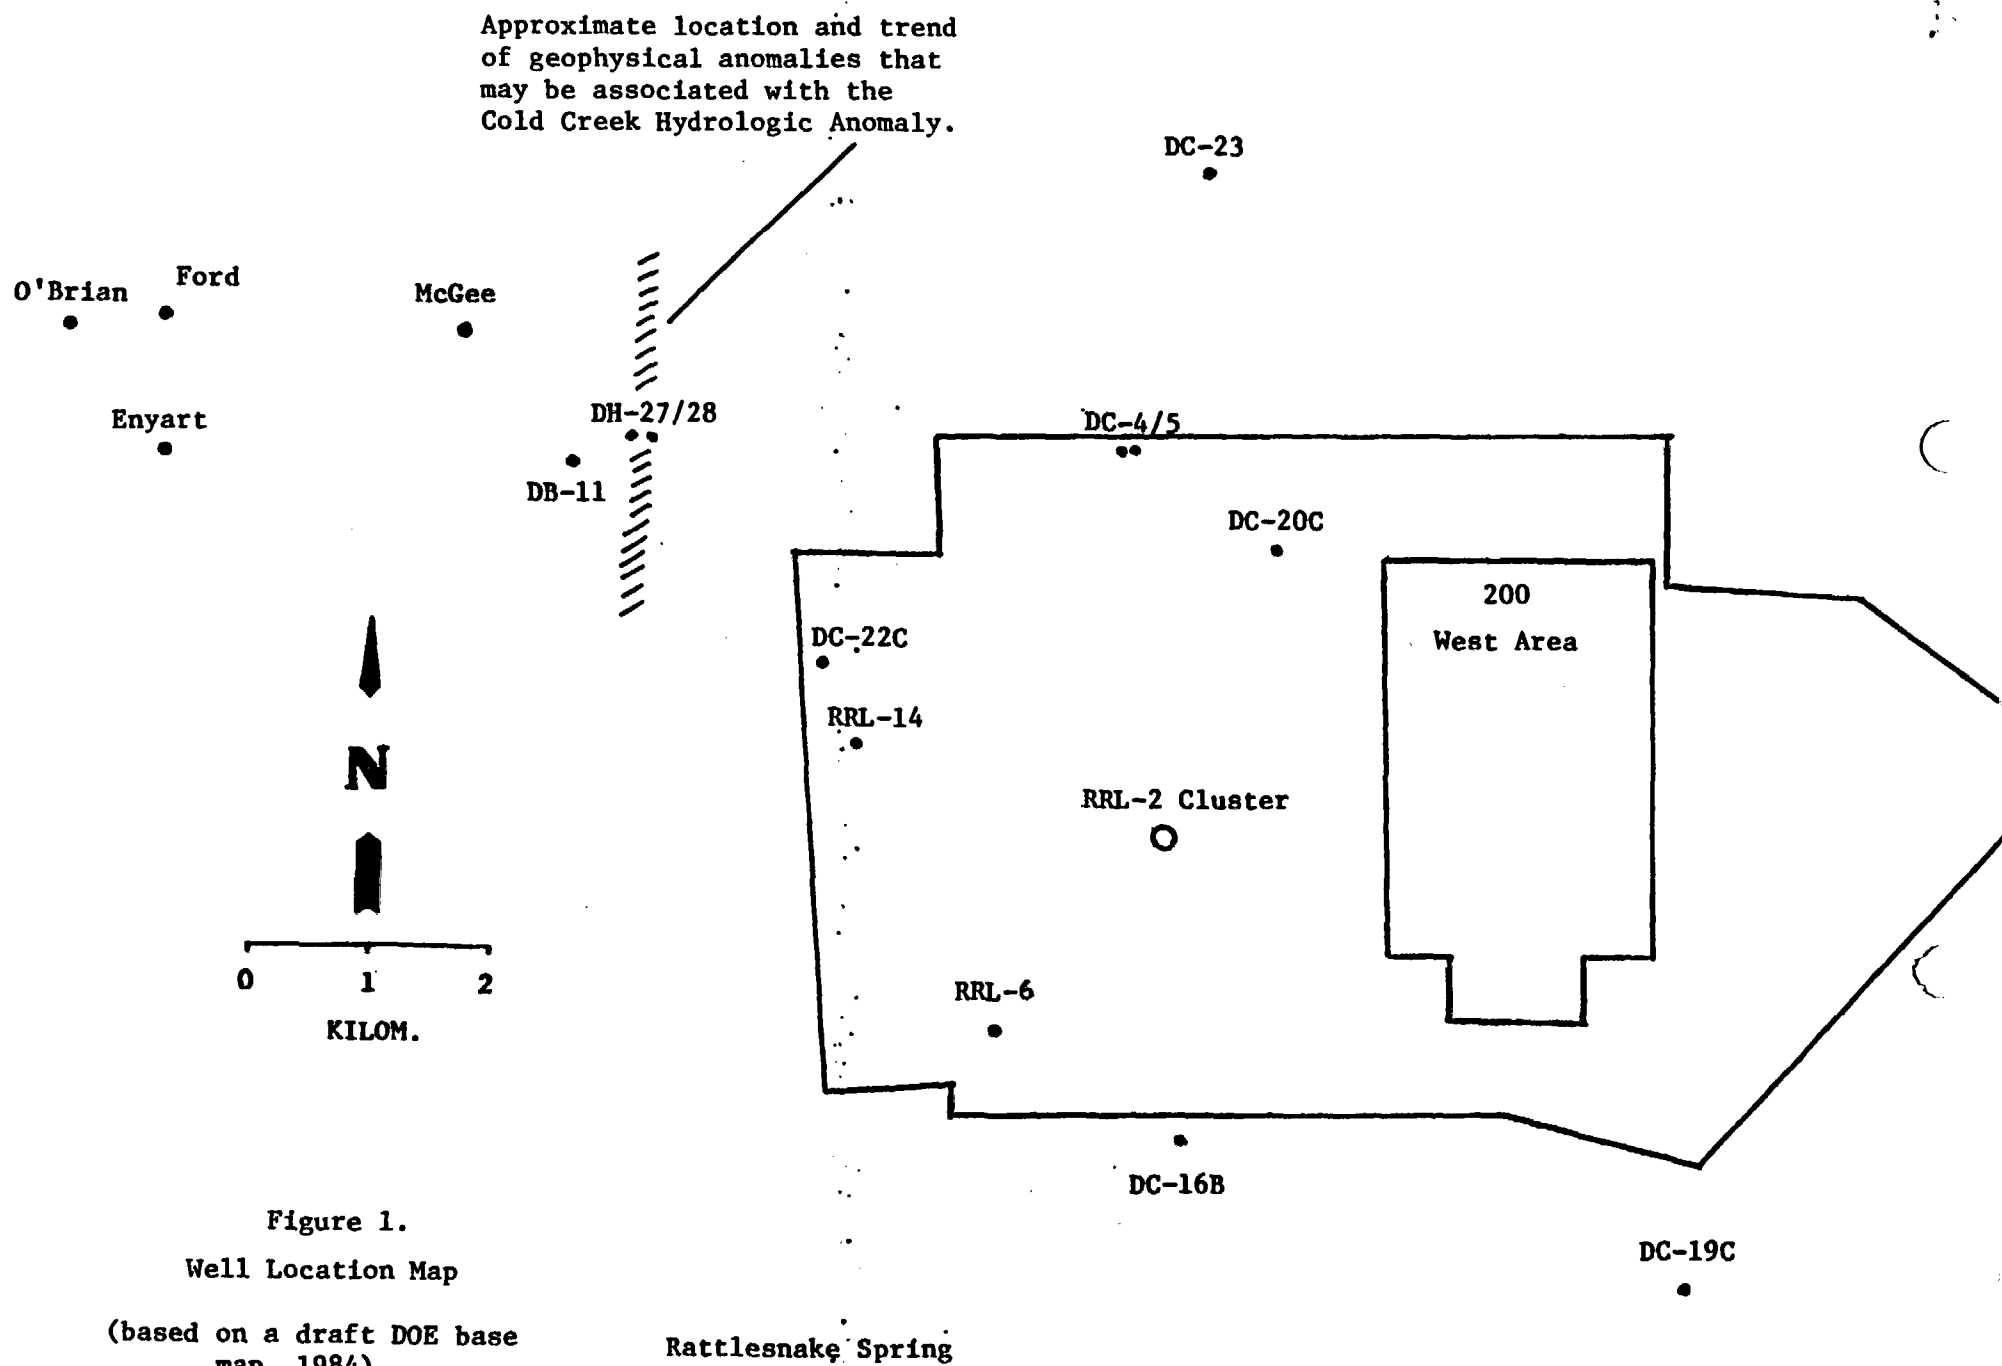 Approximate location and trend
of geophysical anomalies that
may be associated with the
Cold Creek Hydrologic Anomaly.
DC-23
O'Brian
Ford
McGee
Enyart
DH-27/28
DB-11
DC-4/5
DC-20C
200
West Area
DC-22C
RRL-14
RRL-2 Cluster
N
0 1 2
KILOM.
RRL-6
DC-16B
DC-19C
Figure 1.
Well Location Map
(based on a draft DOE base
map, 1984)
Rattlesnake Spring